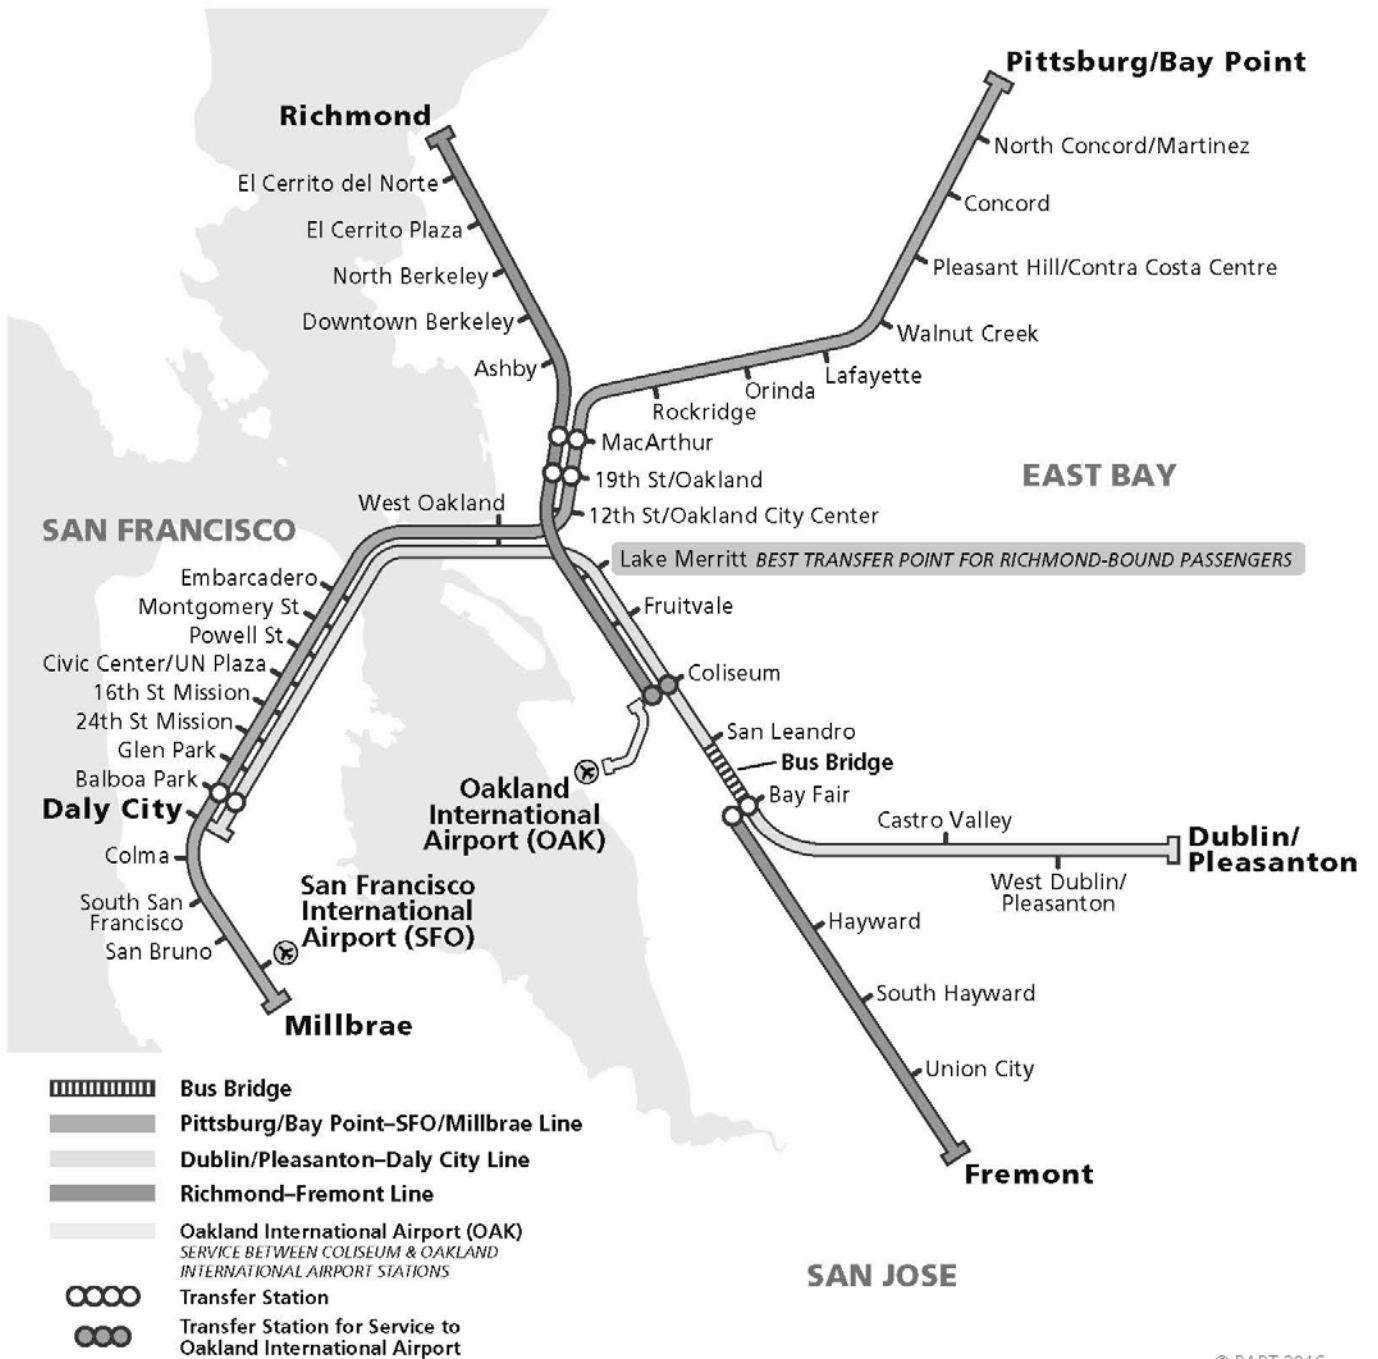 Pittsburg/Bay Point
Richmond
North Concord/Martinez
El Cerrito del Norte
Concord
El Cerrito Plaza
Pleasant Hill/Contra Costa Centre
North Berkeley
Downtown Berkeley
Walnut Creek
Ashby
Lafayette
Orinda
Rockridge
MacArthur
19th St/Oakland
EAST BAY
West Oakland
12th St/Oakland City Center
SAN FRANCISCO
Lake Merritt BEST TRANSFER POINT FOR RICHMOND-BOUND PASSENGERS
Embarcadero
Montgomery St
Fruitvale
Powell St
Civic Center/UN Plaza
Coliseum
16th St Mission
24th St Mission
San Leandro
Glen Park
Bus Bridge
Balboa Park
Bay Fair
Daly City
Oakland
International
Airport (OAK)
Castro Valley
Dublin/
Pleasanton
Colma
West Dublin/
Pleasanton
San Francisco
International
Airport (SFO)
South San
Francisco
San Bruno
Hayward
South Hayward
Millbrae
Union City
Fremont
Bus Bridge
Pittsburg/Bay Point–SFO/Millbrae Line
Dublin/Pleasanton–Daly City Line
Richmond–Fremont Line
Oakland International Airport (OAK)
SERVICE BETWEEN COLISEUM & OAKLAND
INTERNATIONAL AIRPORT STATIONS
SAN JOSE
Transfer Station
Transfer Station for Service to
Oakland International Airport
© BART 2016